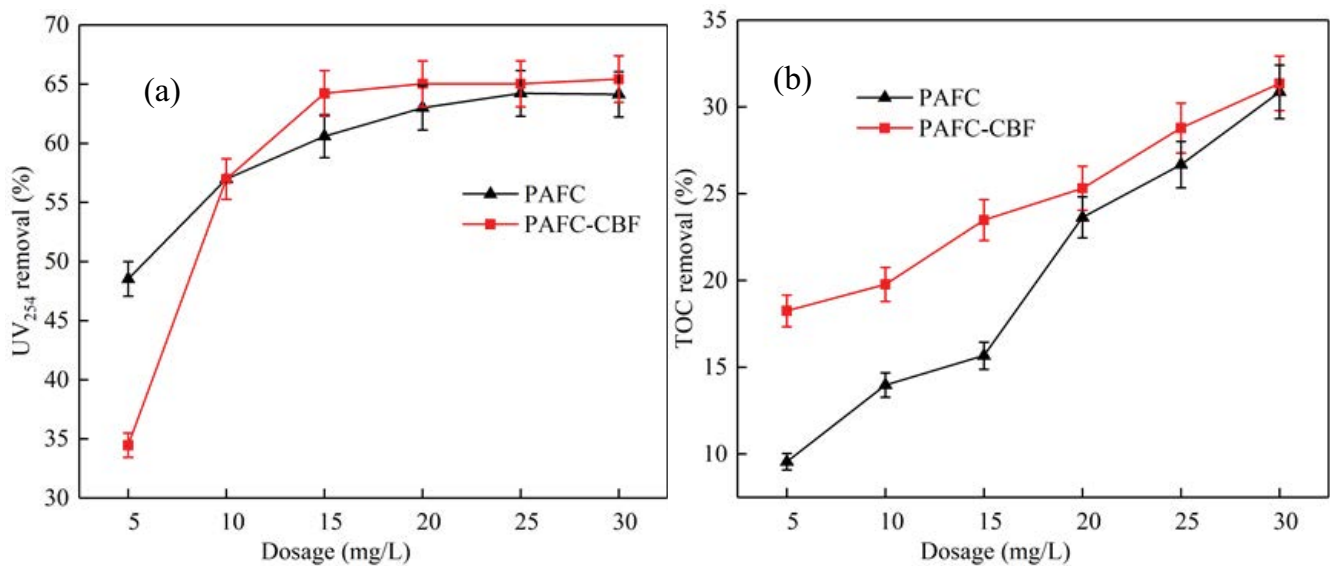 (a)
70
65
60
55
50
45
40
35
30
UV254 removal (%)
PAFC
PAFC-CBF
5 10 15 20 25 30
Dosage (mg/L)
(b)
35
30
25
20
15
10
TOC removal (%)
PAFC
PAFC-CBF
5 10 15 20 25 30
Dosage (mg/L)